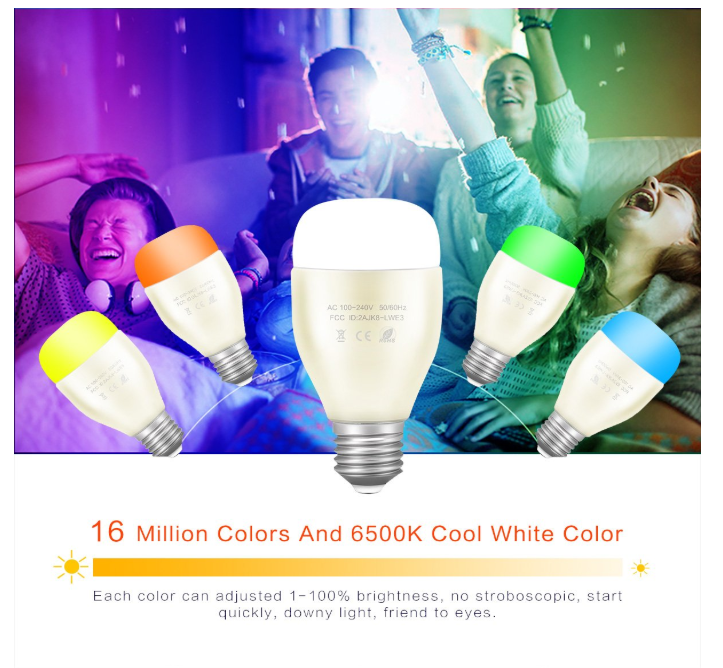 AC 100-240V 50/60Hz
FCC ID:2AJK8-LWE3
16 Million Colors And 6500K Cool White Color
Each color can adjusted 1-100% brightness, no stroboscopic, start
quickly, downy light, friend to eyes.